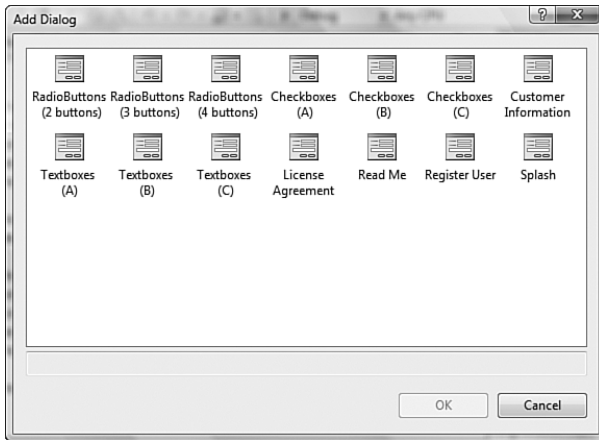 Add Dialog
RadioButtons RadioButtons RadioButtons Checkboxes Checkboxes Checkboxes Customer
(2 buttons) (3 buttons) (4 buttons) (A) (B) (C) Information
Textboxes Textboxes Textboxes License Read Me Register User Splash
(A) (B) (C) Agreement
OK Cancel